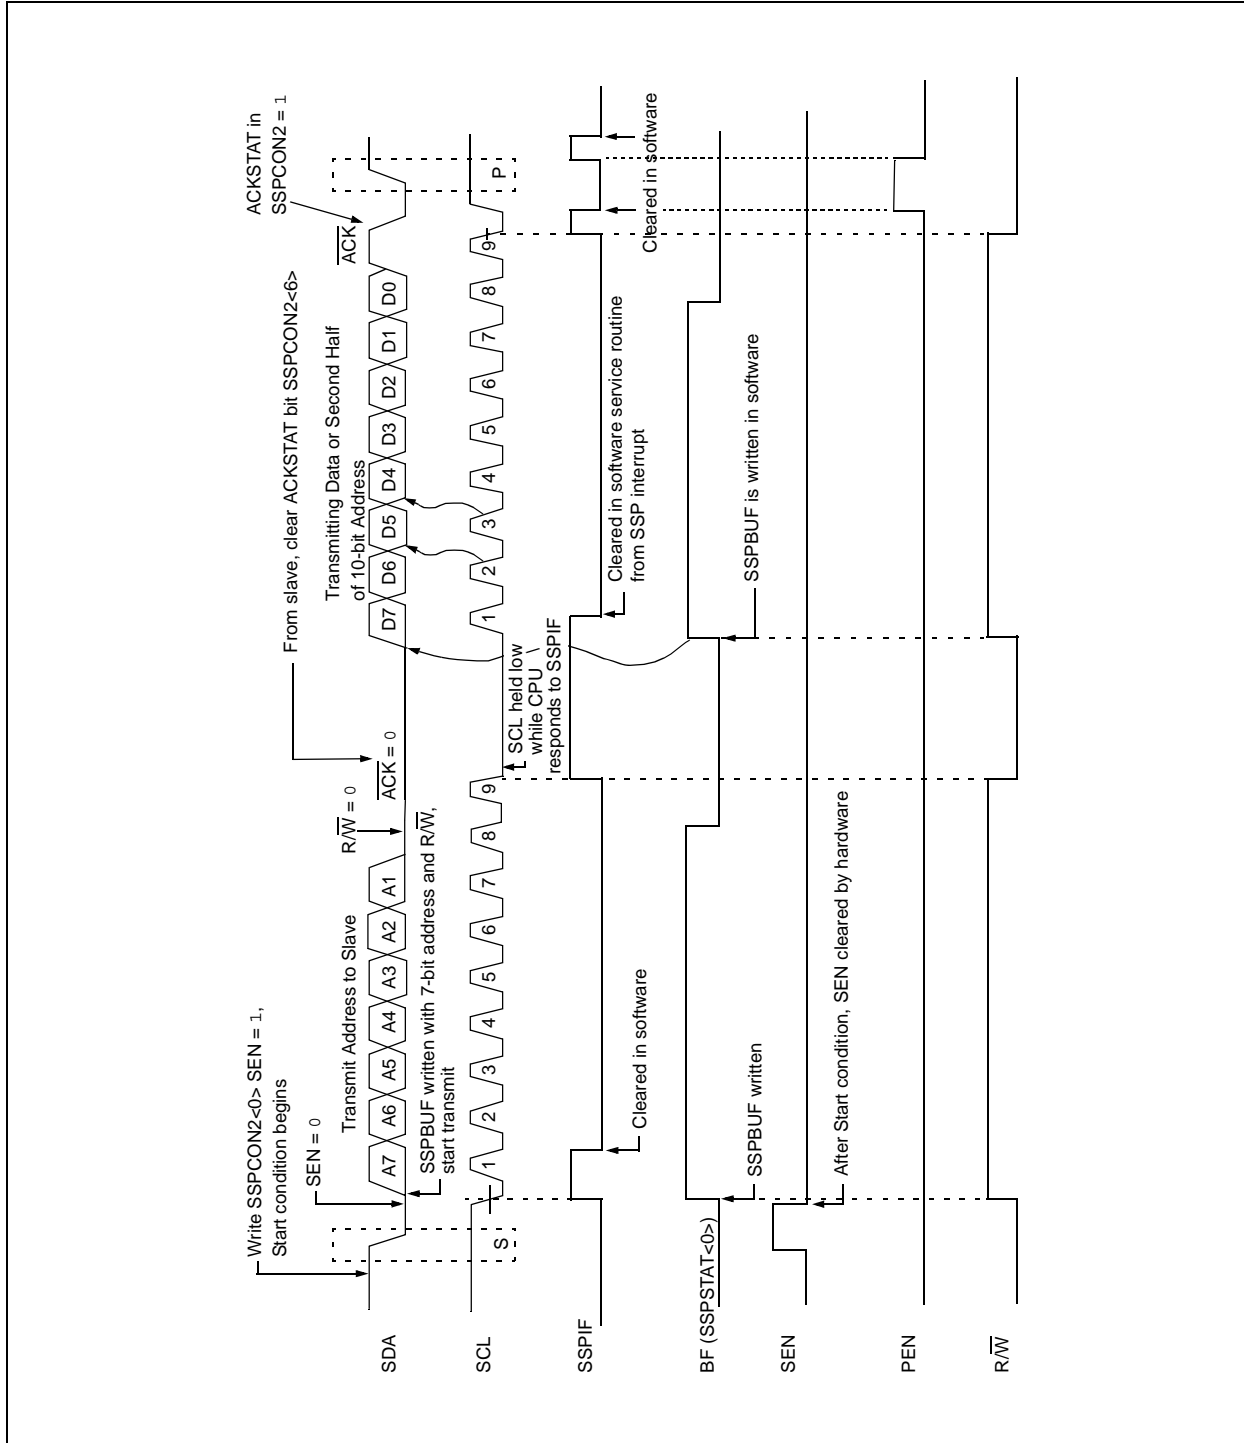 Write SSPCON2<0> SEN = 1,
Start condition begins
From slave, clear ACKSTAT bit SSPCON2<6>
ACKSTAT in
SSPCON2 = 1
SEN = 0
Transmit Address to Slave
R/W = 0
ACK = 0
Transmitting Data or Second Half
of 10-bit Address
ACK
SDA
A7 A6 A5 A4 A3 A2 A1
D7 D6 D5 D4 D3 D2 D1 D0
SSPBUF written with 7-bit address and R/W,
start transmit
SCL
S
1 2 3 4 5 6 7 8 9
1 2 3 4 5 6 7 8 9
P
SCL held low
while CPU
responds to SSPIF
SSPIF
Cleared in software
Cleared in software service routine
from SSP interrupt
Cleared in software
BF (SSPSTAT<0>)
SSPBUF written
SSPBUF is written in software
SEN
After Start condition, SEN cleared by hardware
PEN
R/W